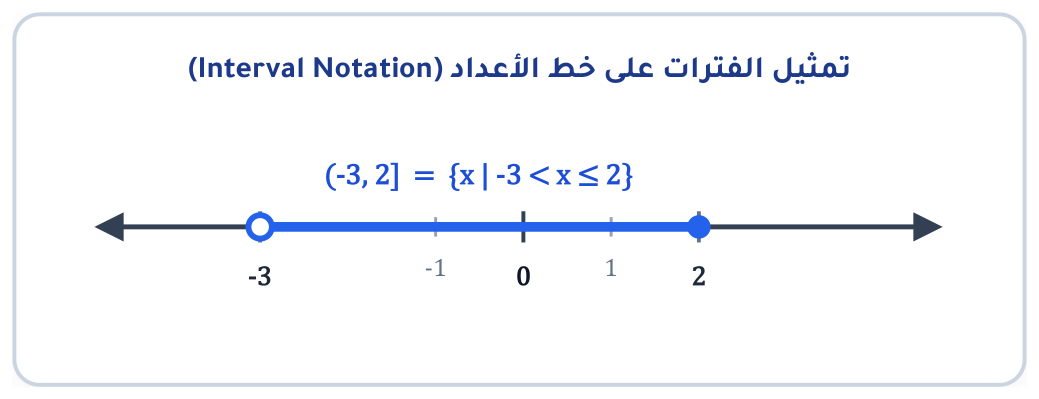 تمثيل الفترات على خط الأعداد (Interval Notation)
(-3, 2] = {x | -3 < x ≤ 2}
-3 -1 0 1 2